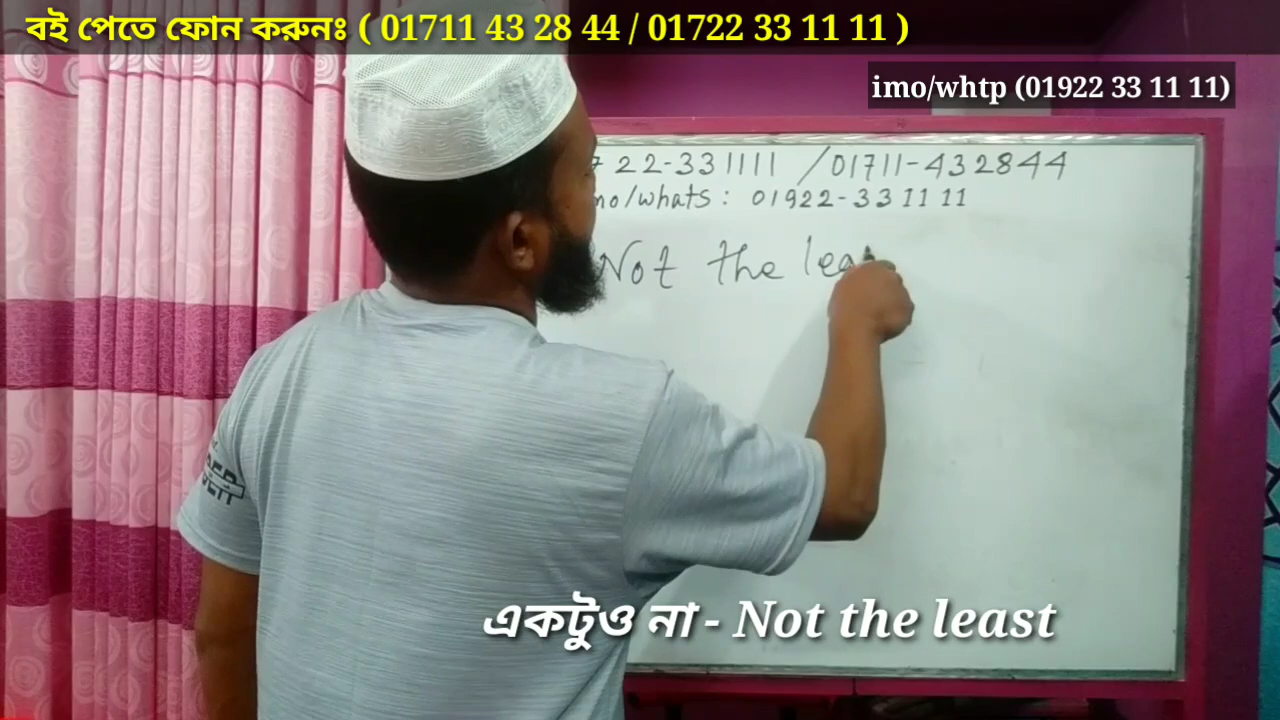 বই পেতে ফোন করুনঃ ( 01711 43 28 44 / 01722 33 11 11 )
imo/whtp (01922 33 11 11)
22-331111 /01711-432844
mo/whats: 01922-331111
Not the lea
একটুও না - Not the least